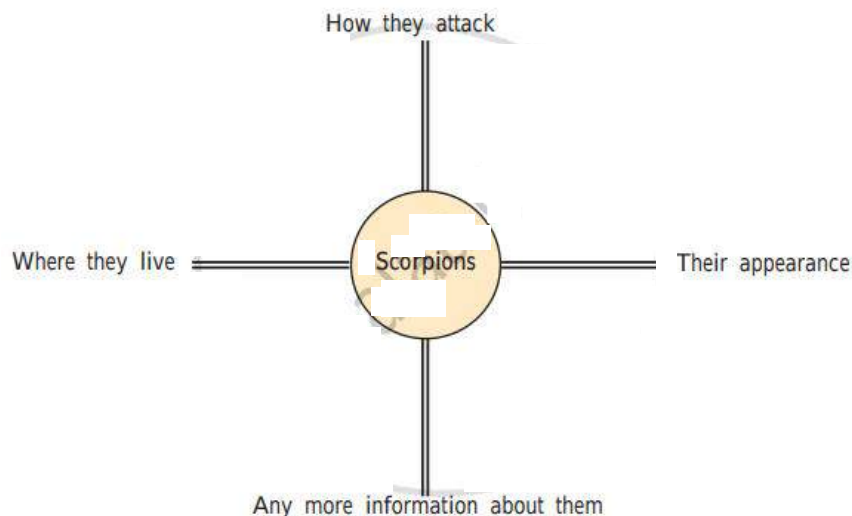 How they attack
Where they live
Scorpions
Their appearance
Any more information about them